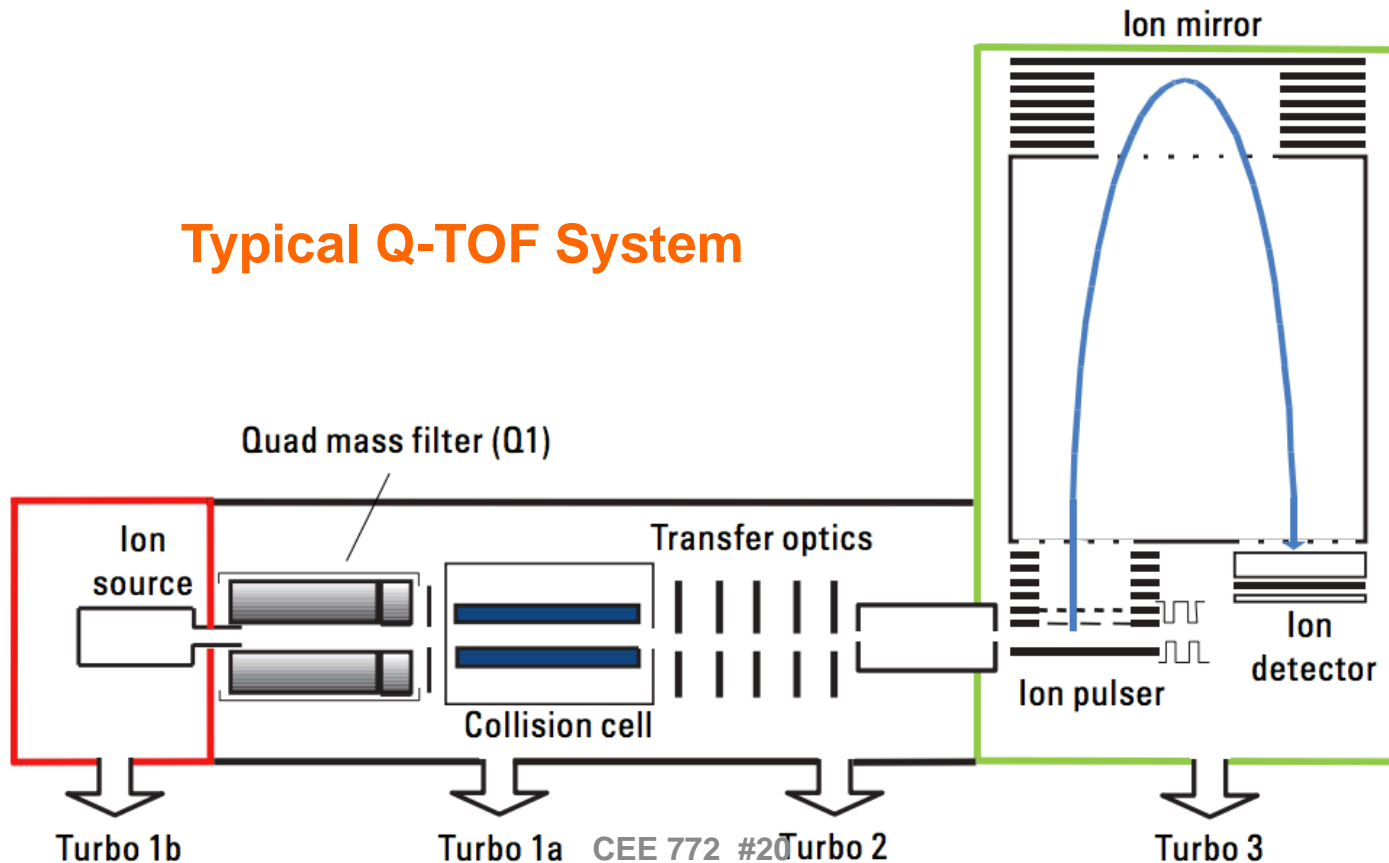 Ion mirror
Typical Q-TOF System
Quad mass filter (Q1)
Ion
source
Transfer optics
Collision cell
Ion pulser
Ion
detector
Turbo 1b
Turbo 1a
CEE 772 #20
Turbo 2
Turbo 3